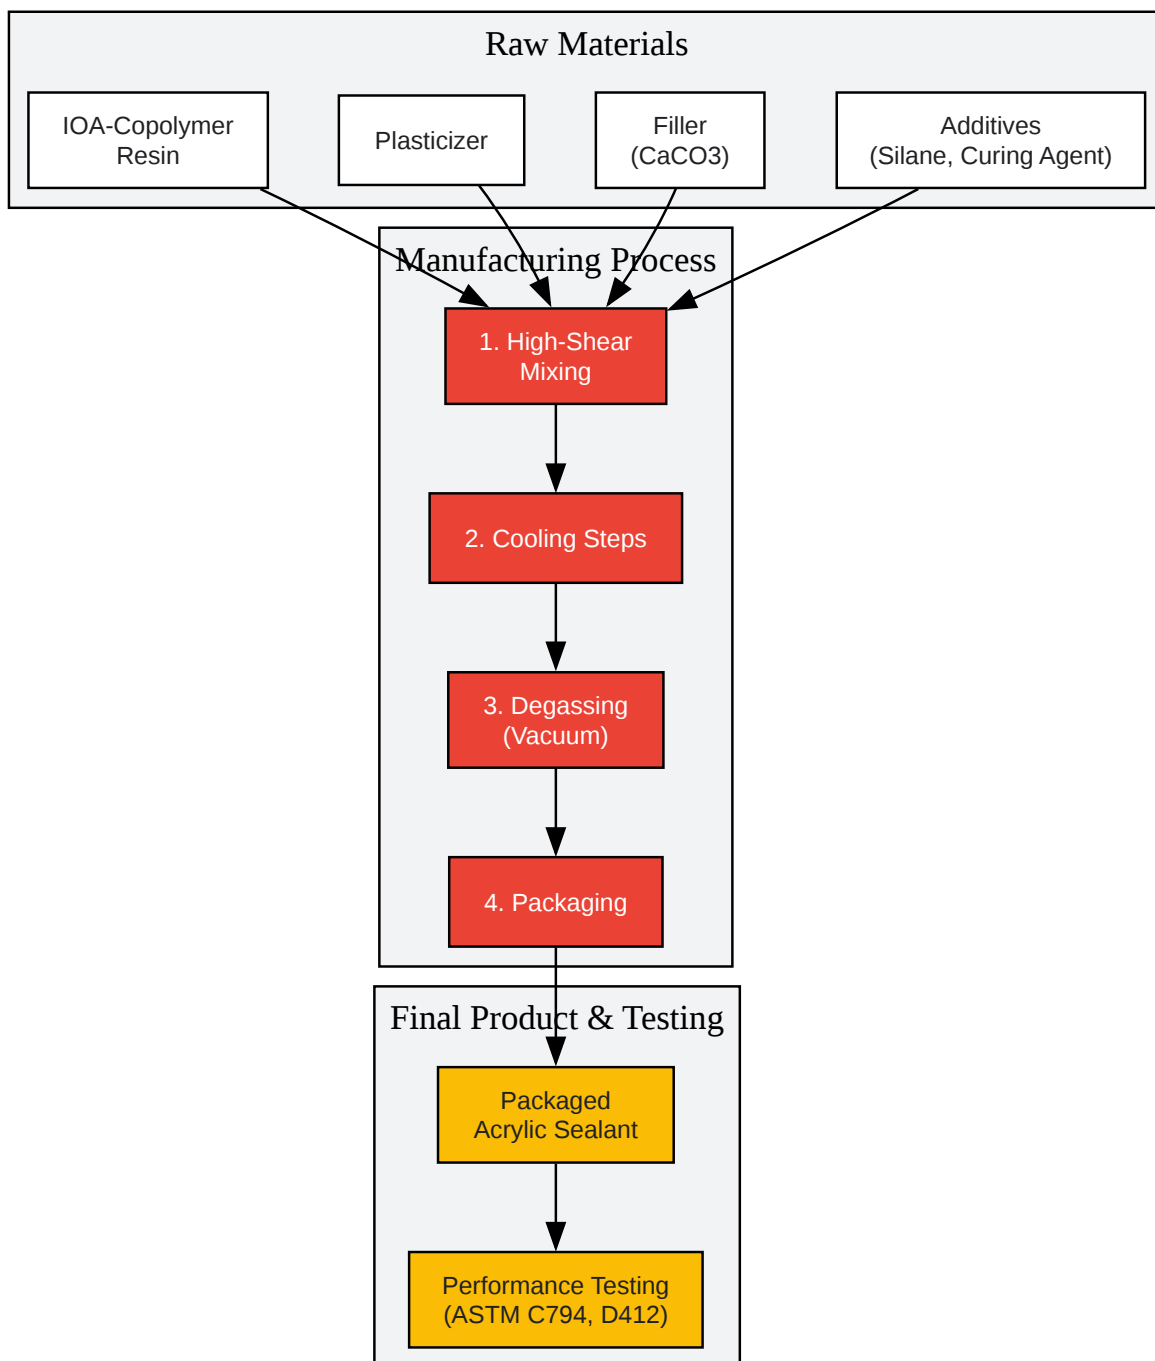 Raw Materials
IOA-Copolymer
Resin
Plasticizer
Filler
(CaCO3)
Additives
(Silane, Curing Agent)
Manufacturing Process
1. High-Shear
Mixing
2. Cooling Steps
3. Degassing
(Vacuum)
4. Packaging
Final Product & Testing
Packaged
Acrylic Sealant
Performance Testing
(ASTM C794, D412)